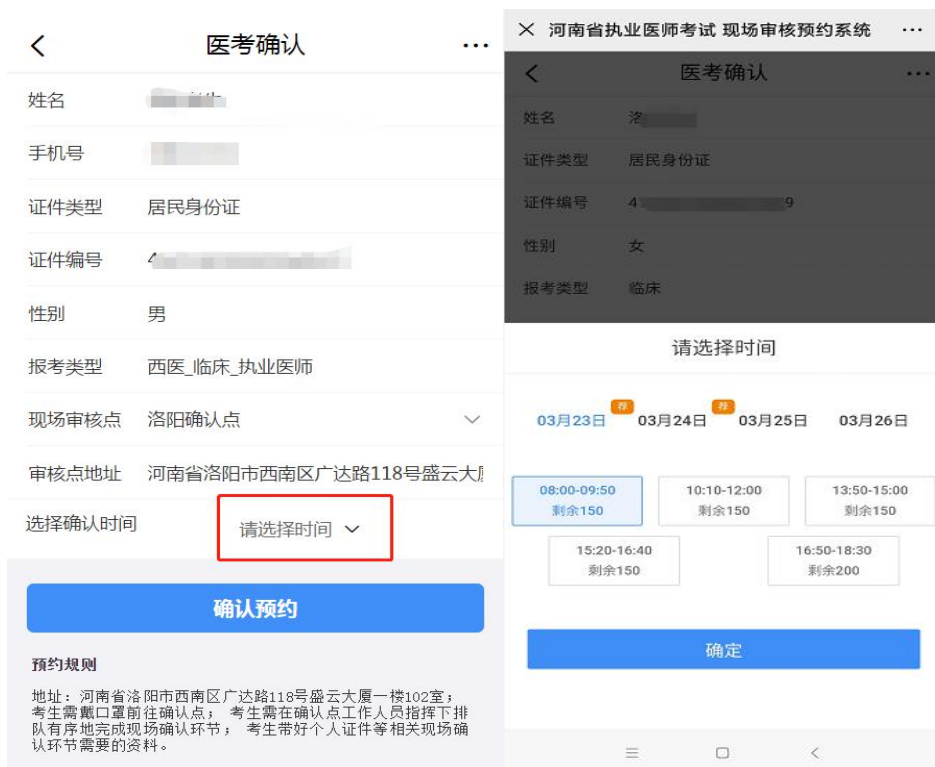 医考确认
姓名
手机号
证件类型 居民身份证
证件编号 4
性别 男
报考类型 西医_临床_执业医师
现场审核点 洛阳确认点
审核点地址 河南省洛阳市西南区广达路118号盛云大厦
选择确认时间 请选择时间
确认预约
预约规则
地址：河南省洛阳市西南区广达路118号盛云大厦一楼102室；
考生需戴口罩前往确认点； 考生需在确认点工作人员指挥下排
队有序地完成现场确认环节； 考生带好个人证件等相关现场确
认环节需要的资料。
河南省执业医师考试 现场审核预约系统
医考确认
姓名 洛
证件类型 居民身份证
证件编号 4 9
性别 女
报考类型 临床
请选择时间
荐 荐
03月23日 03月24日 03月25日 03月26日
08:00-09:50 10:10-12:00 13:50-15:00
剩余150 剩余150 剩余150
15:20-16:40 16:50-18:30
剩余150 剩余200
确定